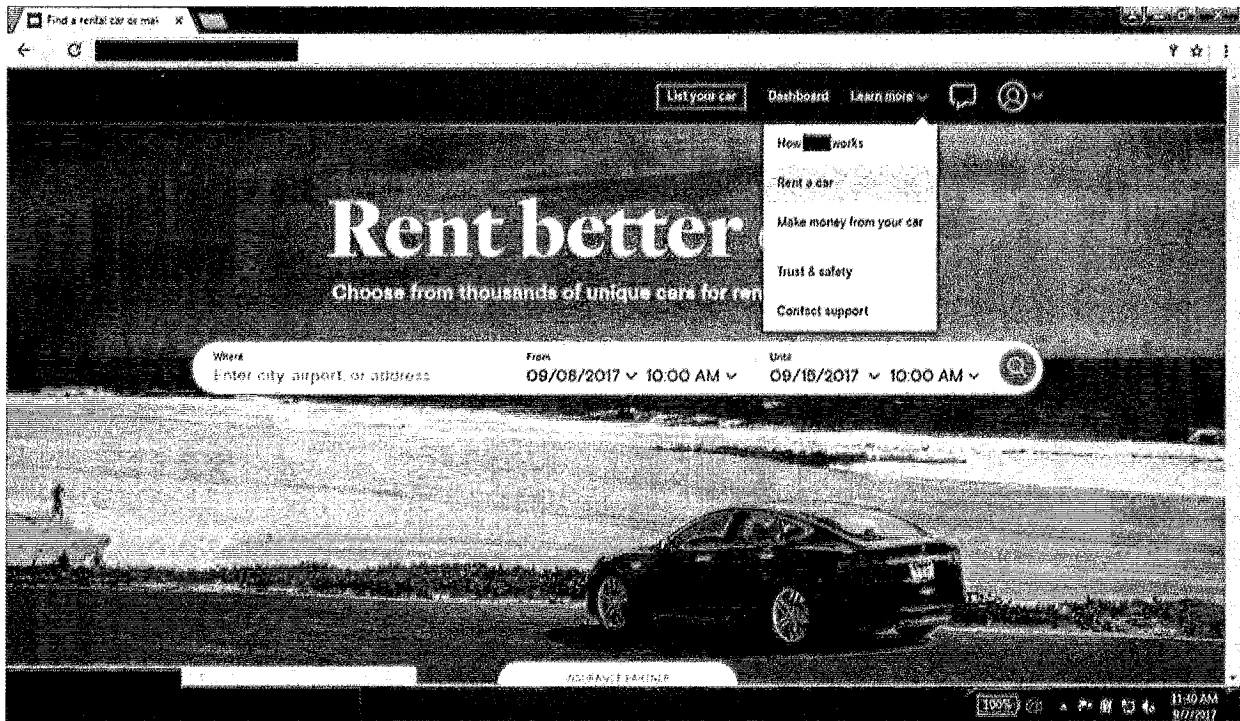 Find a rental car or mai
List your car
Dashboard
Learn more
How works
Rent a car
Make money from your car
Trust & safety
Contact support
Rent better
Choose from thousands of unique cars for ren
Where
Enter city, airport, or address
From
09/08/2017
10:00 AM
Until
09/15/2017
10:00 AM
INSURANCE PARTNER
100%
11:40 AM